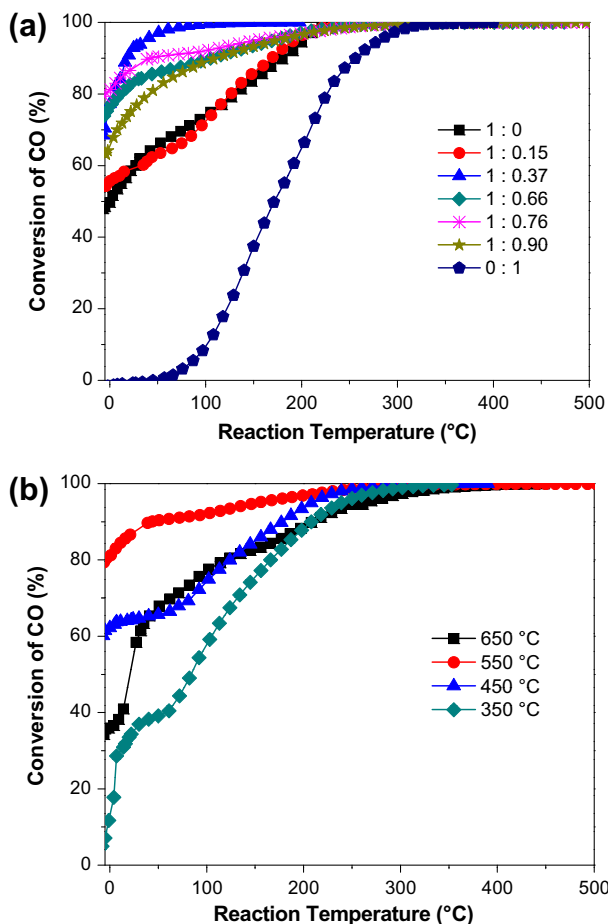 (a)
100
80
60
40
20
0
Conversion of CO (%)
1 : 0
1 : 0.15
1 : 0.37
1 : 0.66
1 : 0.76
1 : 0.90
0 : 1
0 100 200 300 400 500
Reaction Temperature (°C)
(b)
100
80
60
40
20
0
Conversion of CO (%)
650 °C
550 °C
450 °C
350 °C
0 100 200 300 400 500
Reaction Temperature (°C)